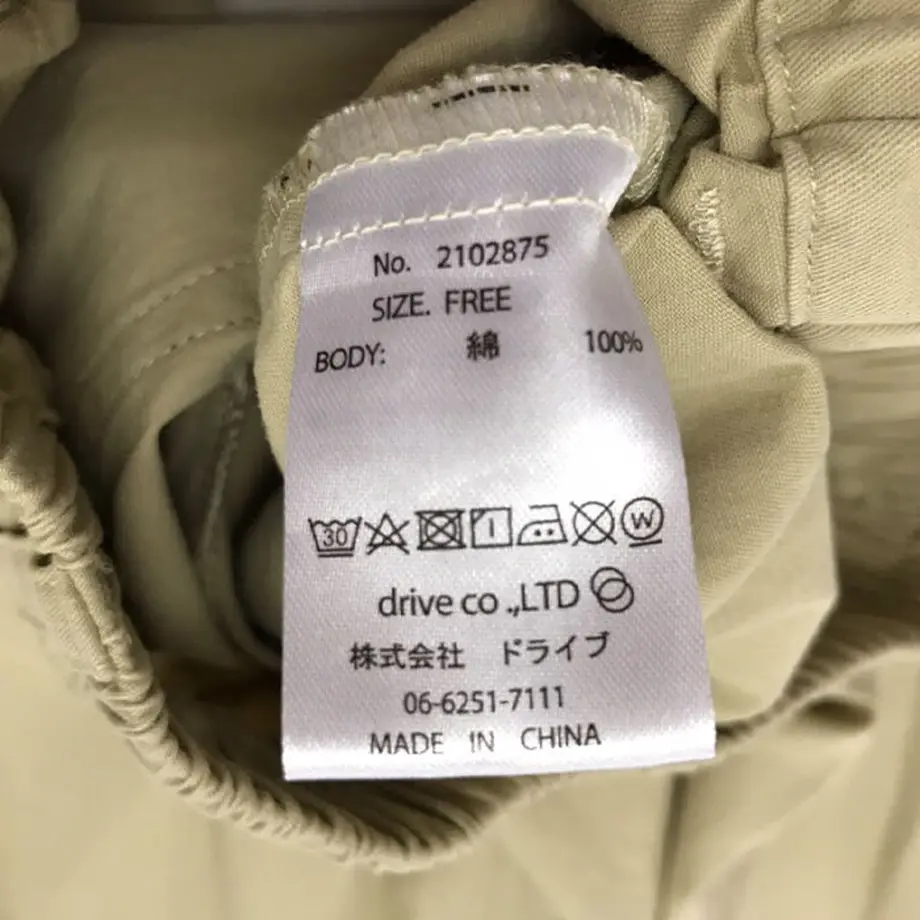 No. 2102875
SIZE. FREE
BODY: 綿 100%
30
W
drive co .,LTD
株式会社 ドライブ
06-6251-7111
MADE IN CHINA